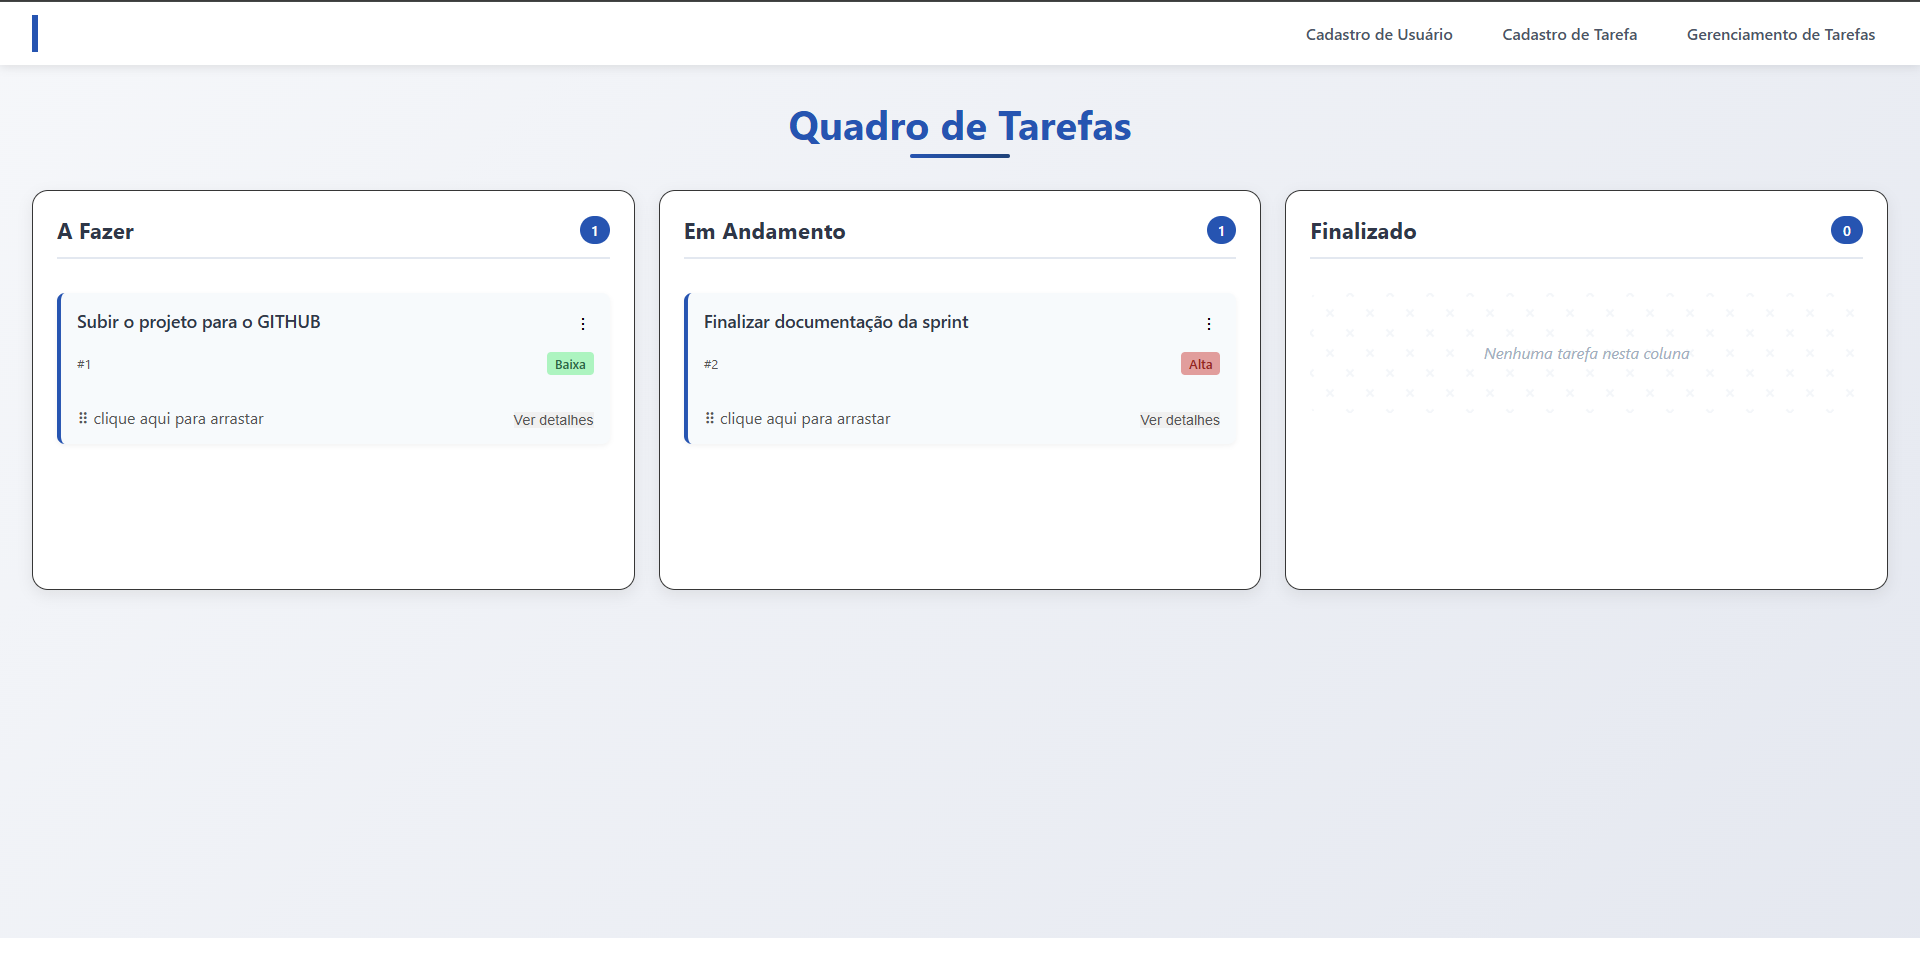 Cadastro de Usuário
Cadastro de Tarefa
Gerenciamento de Tarefas
Quadro de Tarefas
A Fazer
1
Subir o projeto para o GITHUB
#1
Baixa
clique aqui para arrastar
Ver detalhes
Em Andamento
1
Finalizar documentação da sprint
#2
Alta
clique aqui para arrastar
Ver detalhes
Finalizado
0
Nenhuma tarefa nesta coluna